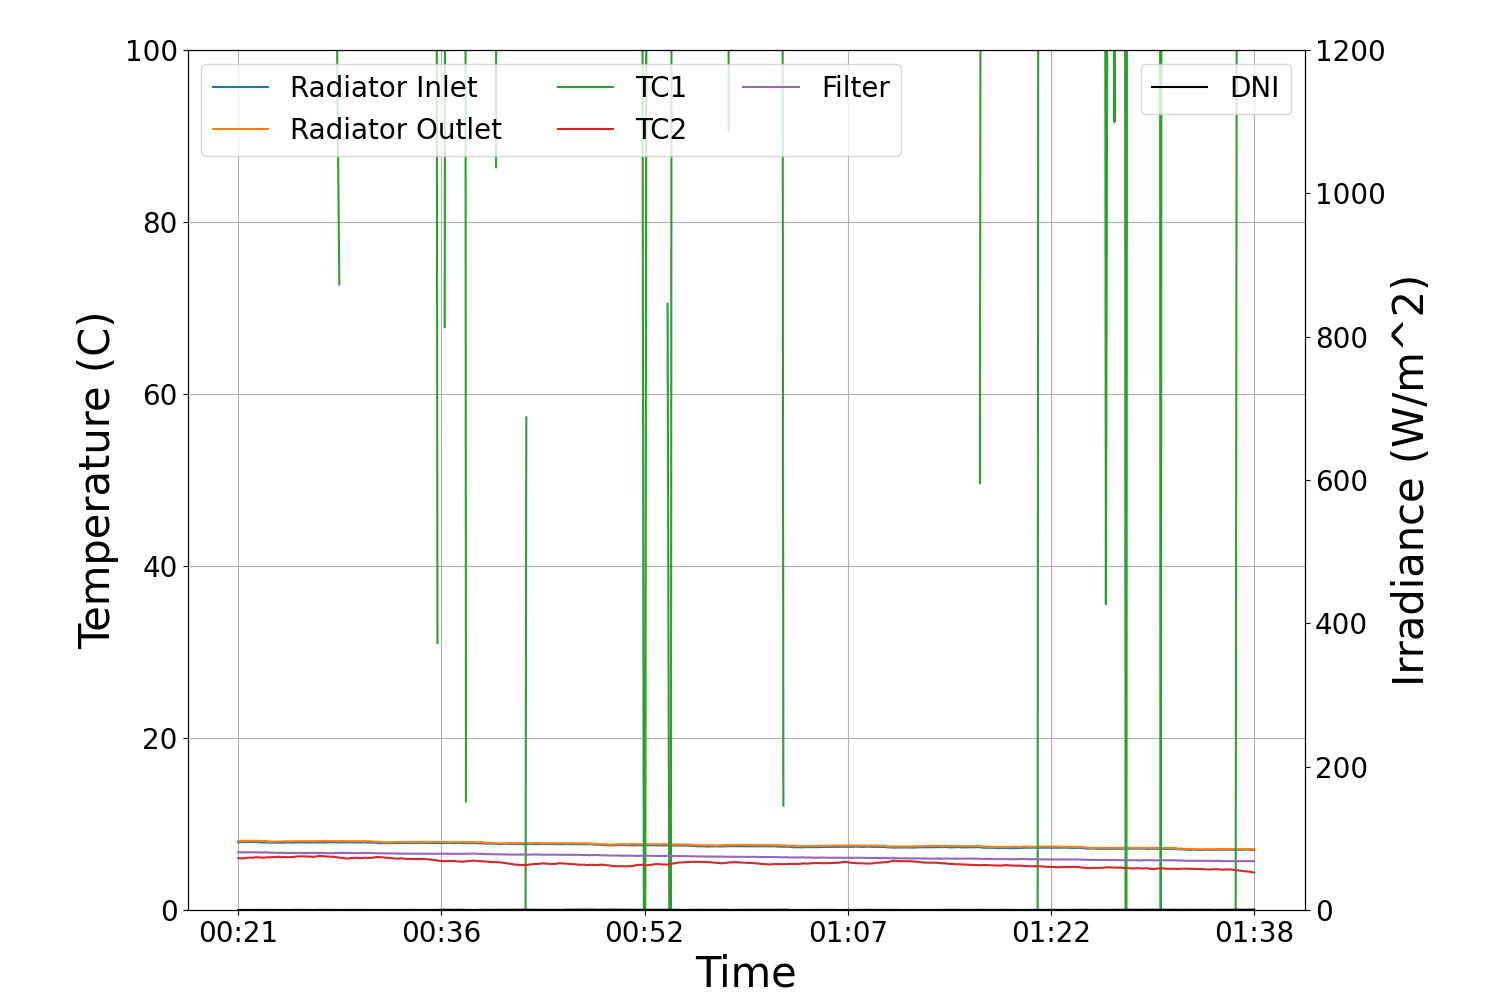 100
80
60
40
20
0
Temperature (C)
Radiator Inlet
Radiator Outlet
TC1
TC2
Filter
DNI
1200
1000
800
600
400
200
0
Irradiance (W/m^2)
00:21 00:36 00:52 01:07 01:22 01:38
Time